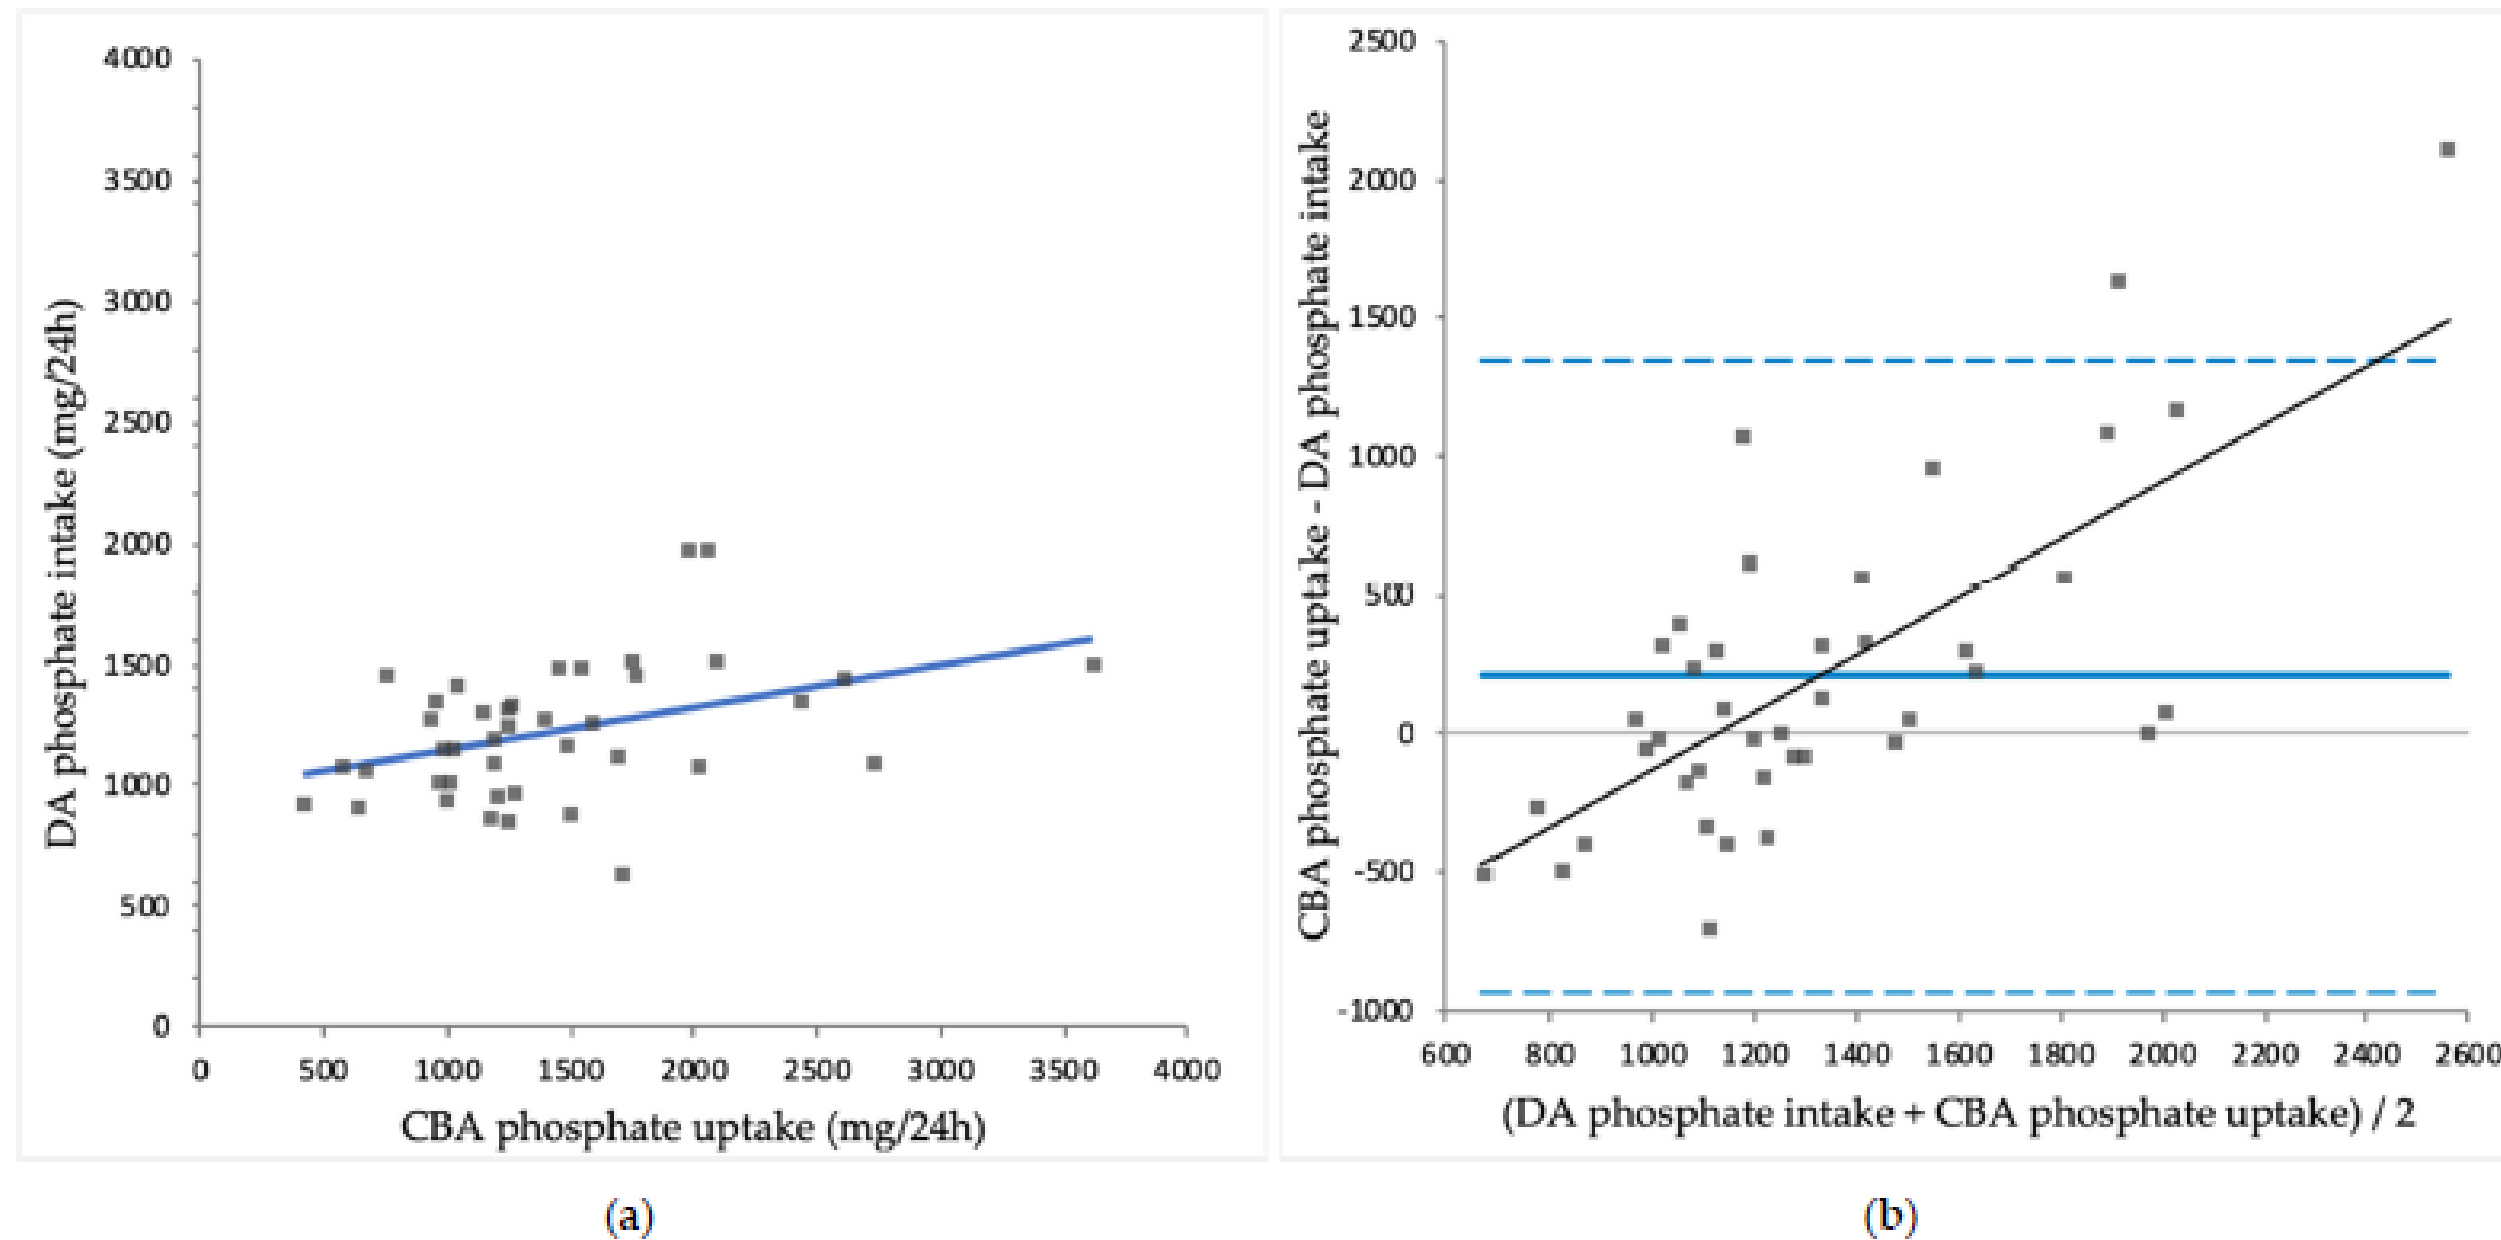 4000
3500
3000
2500
2000
1500
1000
500
0
DA phosphate intake (mg/24h)
0 500 1000 1500 2000 2500 3000 3500 4000
CBA phosphate uptake (mg/24h)
(a)
2500
2000
1500
1000
500
0
-500
-1000
CBA phosphate uptake - DA phosphate intake
600 800 1000 1200 1400 1600 1800 2000 2200 2400 2600
(DA phosphate intake + CBA phosphate uptake) / 2
(b)